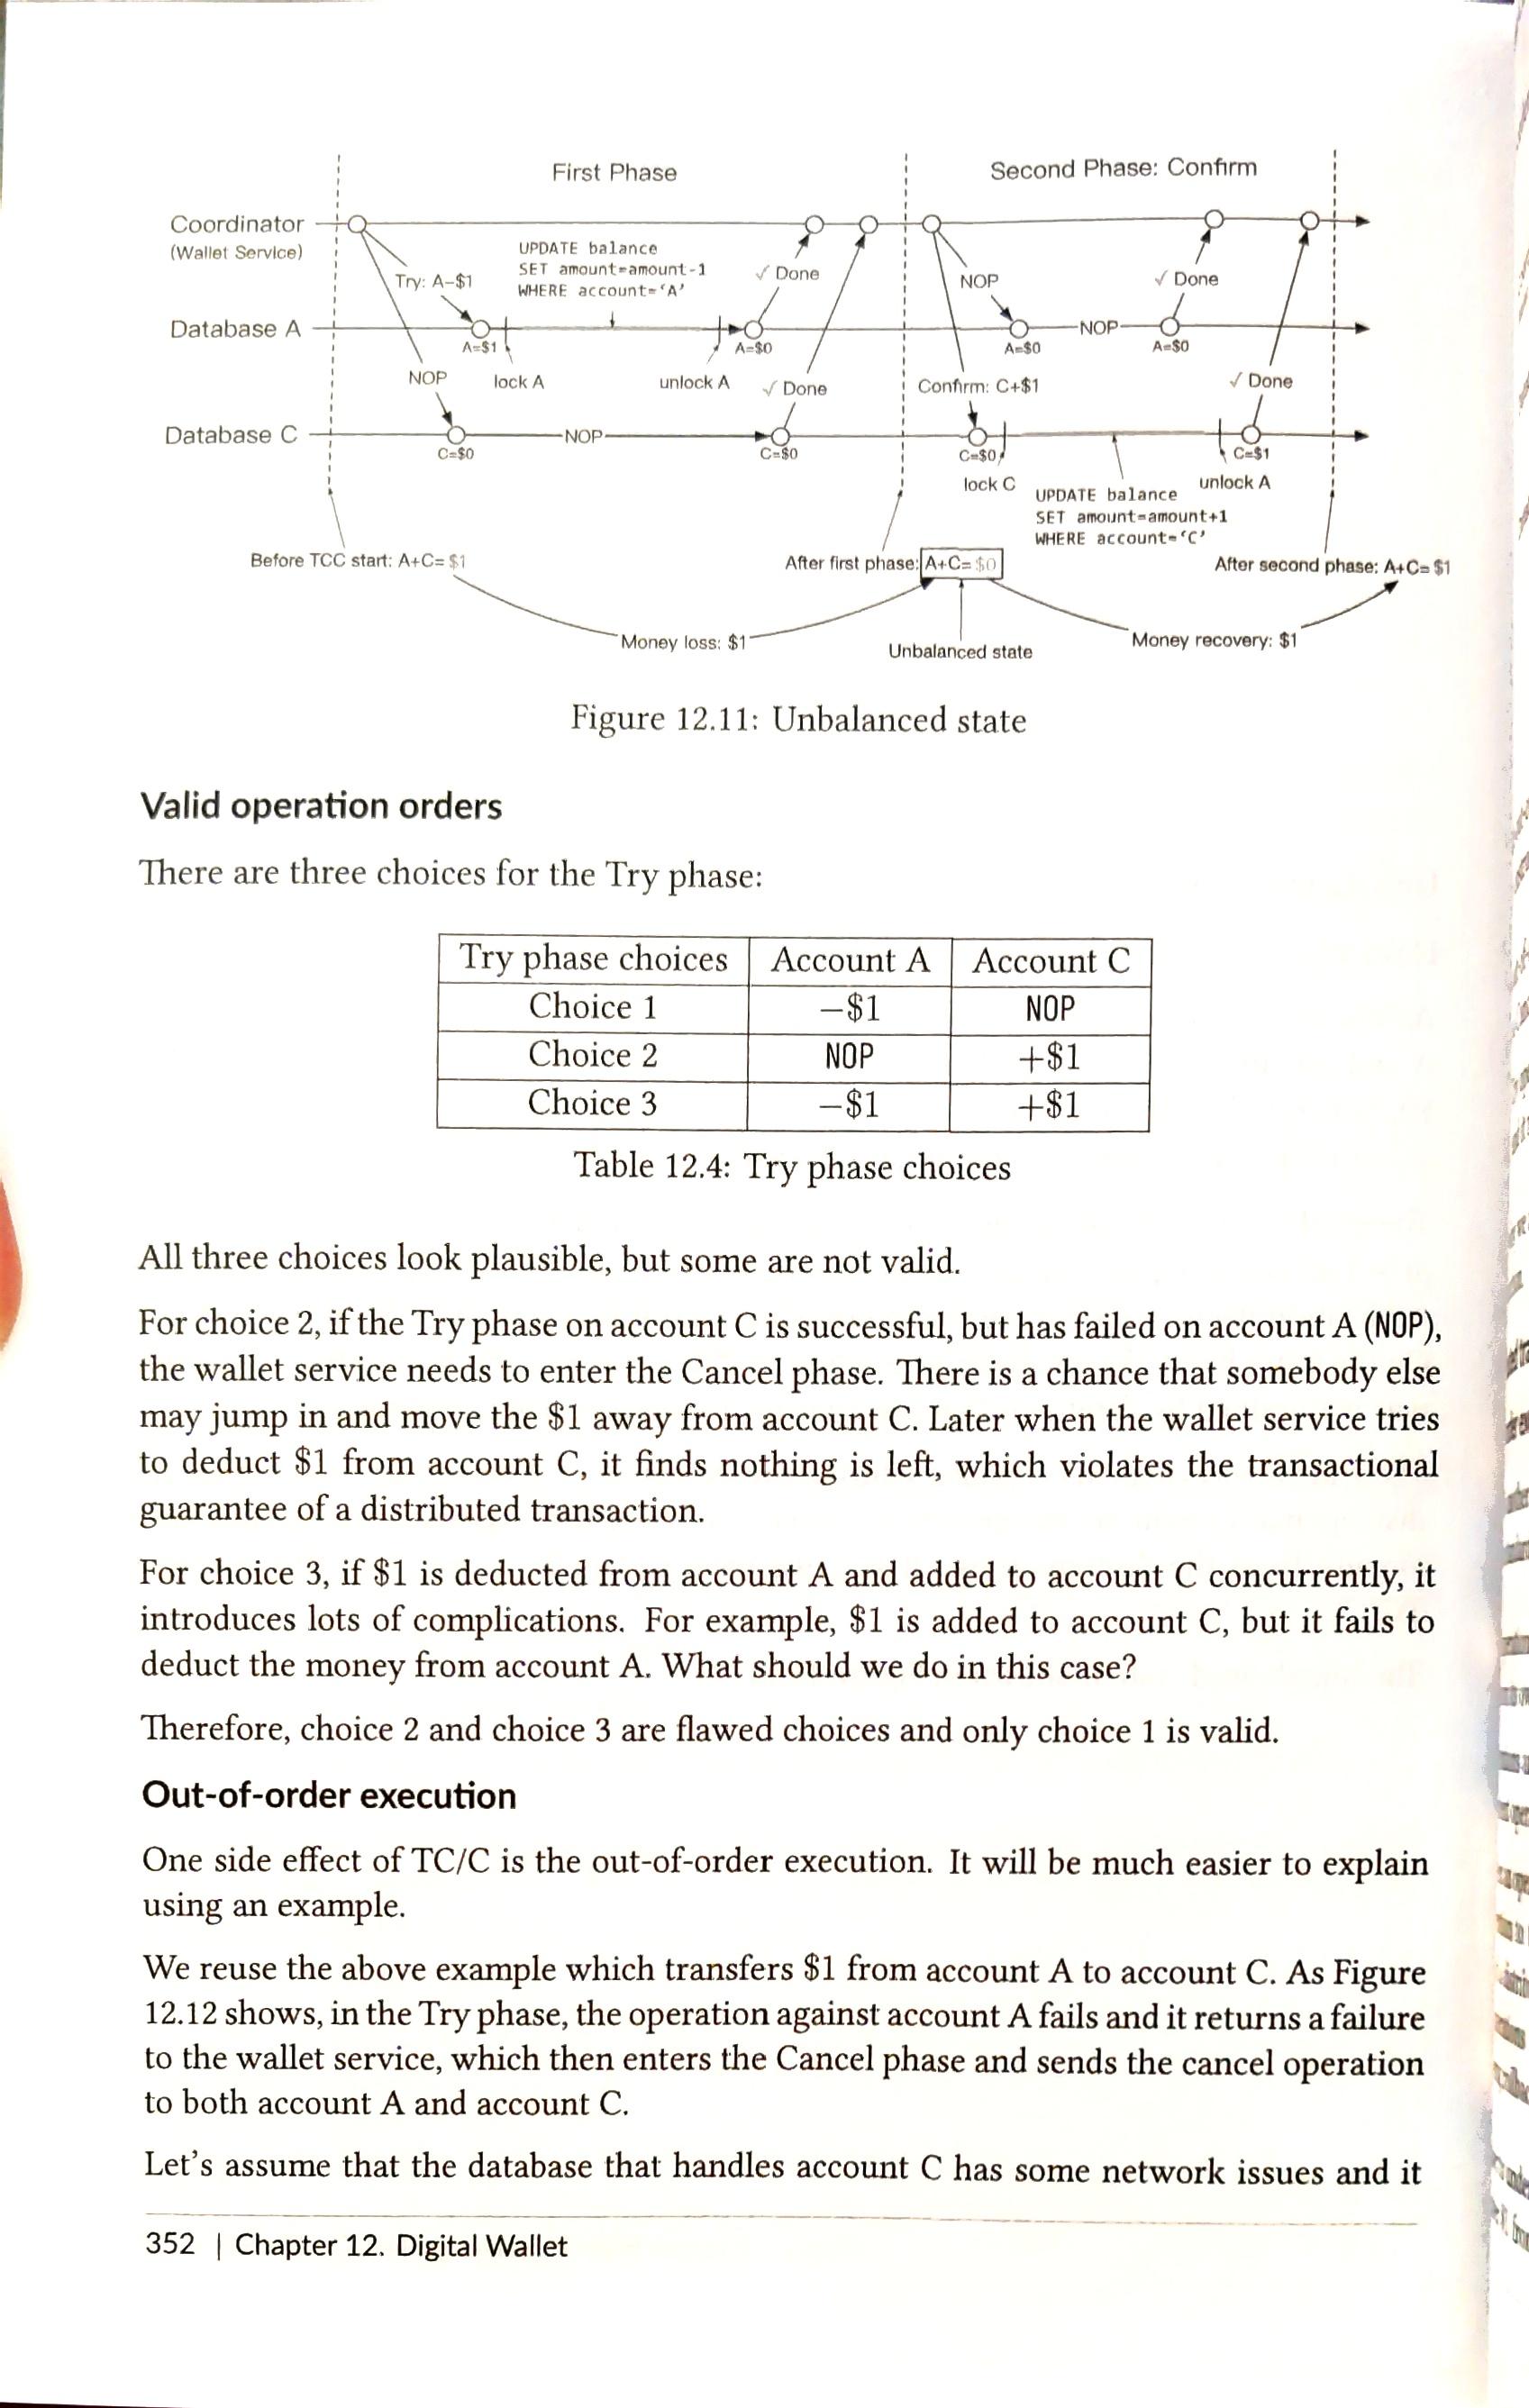 First Phase
Second Phase: Confirm
Coordinator
(Wallet Service)
UPDATE balance
SET amount=amount-1
WHERE account='A'
Try: A-$1
✓ Done
NOP
✓ Done
Database A
NOP
A=$1
A=$0
A=$0
A=$0
NOP
lock A
unlock A
✓ Done
Confirm: C+$1
✓ Done
Database C
NOP
C=$0
C=$0
C=$0
C=$1
lock C
unlock A
UPDATE balance
SET amount=amount+1
WHERE account='C'
Before TCC start: A+C= $1
After first phase: A+C= $0
After second phase: A+C= $1
Money loss: $1
Unbalanced state
Money recovery: $1
Figure 12.11: Unbalanced state
Valid operation orders
There are three choices for the Try phase:
Try phase choices Account A Account C
Choice 1 −$1 NOP
Choice 2 NOP +$1
Choice 3 −$1 +$1
Table 12.4: Try phase choices
All three choices look plausible, but some are not valid.
For choice 2, if the Try phase on account C is successful, but has failed on account A (NOP),
the wallet service needs to enter the Cancel phase. There is a chance that somebody else
may jump in and move the $1 away from account C. Later when the wallet service tries
to deduct $1 from account C, it finds nothing is left, which violates the transactional
guarantee of a distributed transaction.
For choice 3, if $1 is deducted from account A and added to account C concurrently, it
introduces lots of complications. For example, $1 is added to account C, but it fails to
deduct the money from account A. What should we do in this case?
Therefore, choice 2 and choice 3 are flawed choices and only choice 1 is valid.
Out-of-order execution
One side effect of TC/C is the out-of-order execution. It will be much easier to explain
using an example.
We reuse the above example which transfers $1 from account A to account C. As Figure
12.12 shows, in the Try phase, the operation against account A fails and it returns a failure
to the wallet service, which then enters the Cancel phase and sends the cancel operation
to both account A and account C.
Let's assume that the database that handles account C has some network issues and it
352 | Chapter 12. Digital Wallet